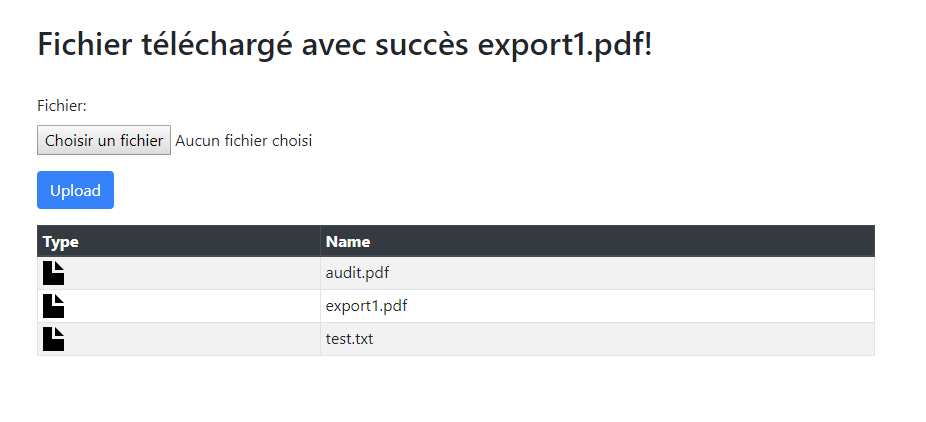 Fichier téléchargé avec succès export1.pdf!
Fichier:
Choisir un fichier Aucun fichier choisi
Upload
Type Name
audit.pdf
export1.pdf
test.txt